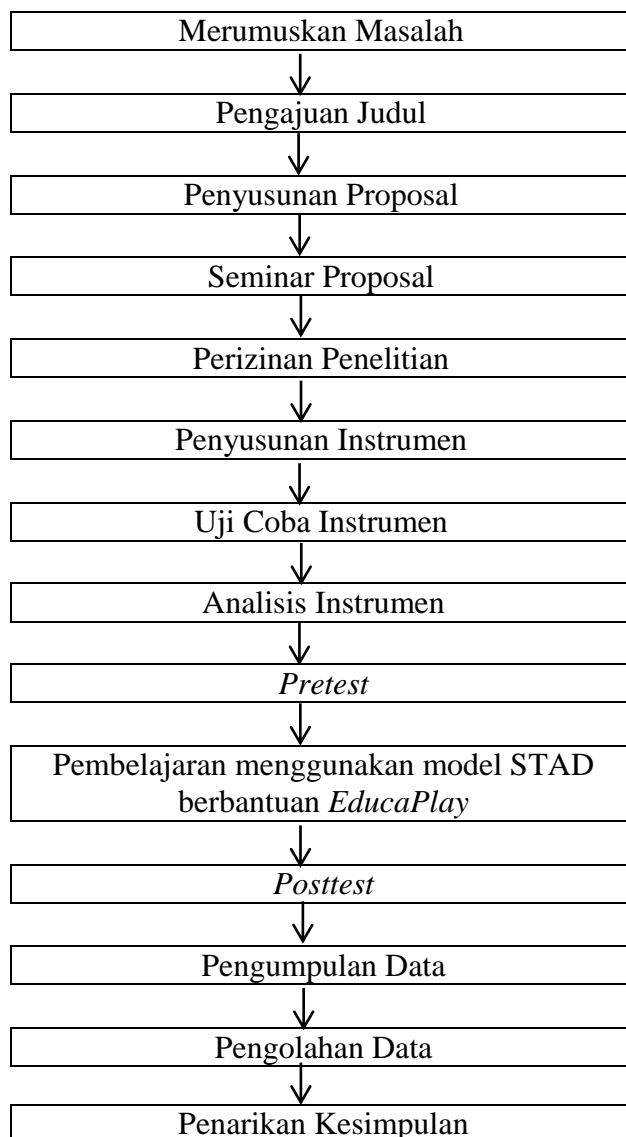 Merumuskan Masalah
Pengajuan Judul
Penyusunan Proposal
Seminar Proposal
Perizinan Penelitian
Penyusunan Instrumen
Uji Coba Instrumen
Analisis Instrumen
Pretest
Pembelajaran menggunakan model STAD
berbantuan EducaPlay
Posttest
Pengumpulan Data
Pengolahan Data
Penarikan Kesimpulan